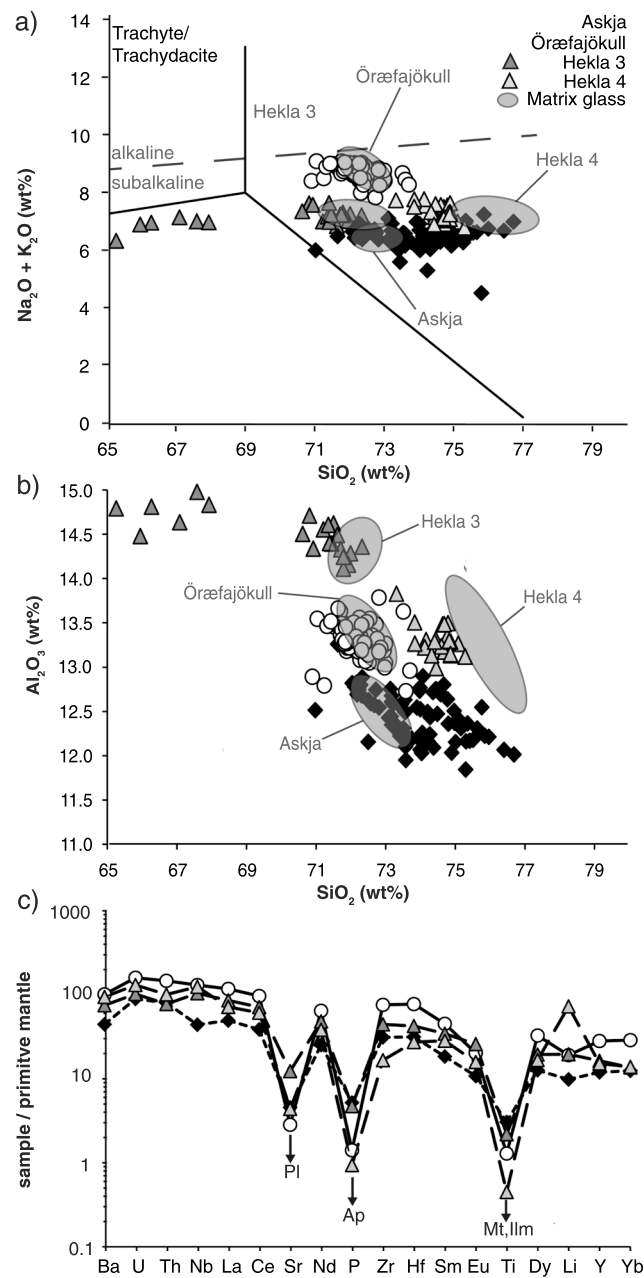 a)
14
12
10
8
6
4
2
0
Na2O + K2O (wt%)
Trachyte/
Trachydacite
Askja
Öræfajökull
Hekla 3
Hekla 4
Matrix glass
Öræfajökull
Hekla 3
alkaline
subalkaline
Hekla 4
Askja
65 67 69 71 73 75 77 79
SiO2 (wt%)
b)
15.0
14.5
14.0
13.5
13.0
12.5
12.0
11.5
11.0
Al2O3 (wt%)
Hekla 3
Öræfajökull
Hekla 4
Askja
65 67 69 71 73 75 77 79
SiO2 (wt%)
c)
1000
100
10
1
0.1
sample / primitve mantle
Pl
Ap
Mt,Ilm
Ba U Th Nb La Ce Sr Nd P Zr Hf Sm Eu Ti Dy Li Y Yb